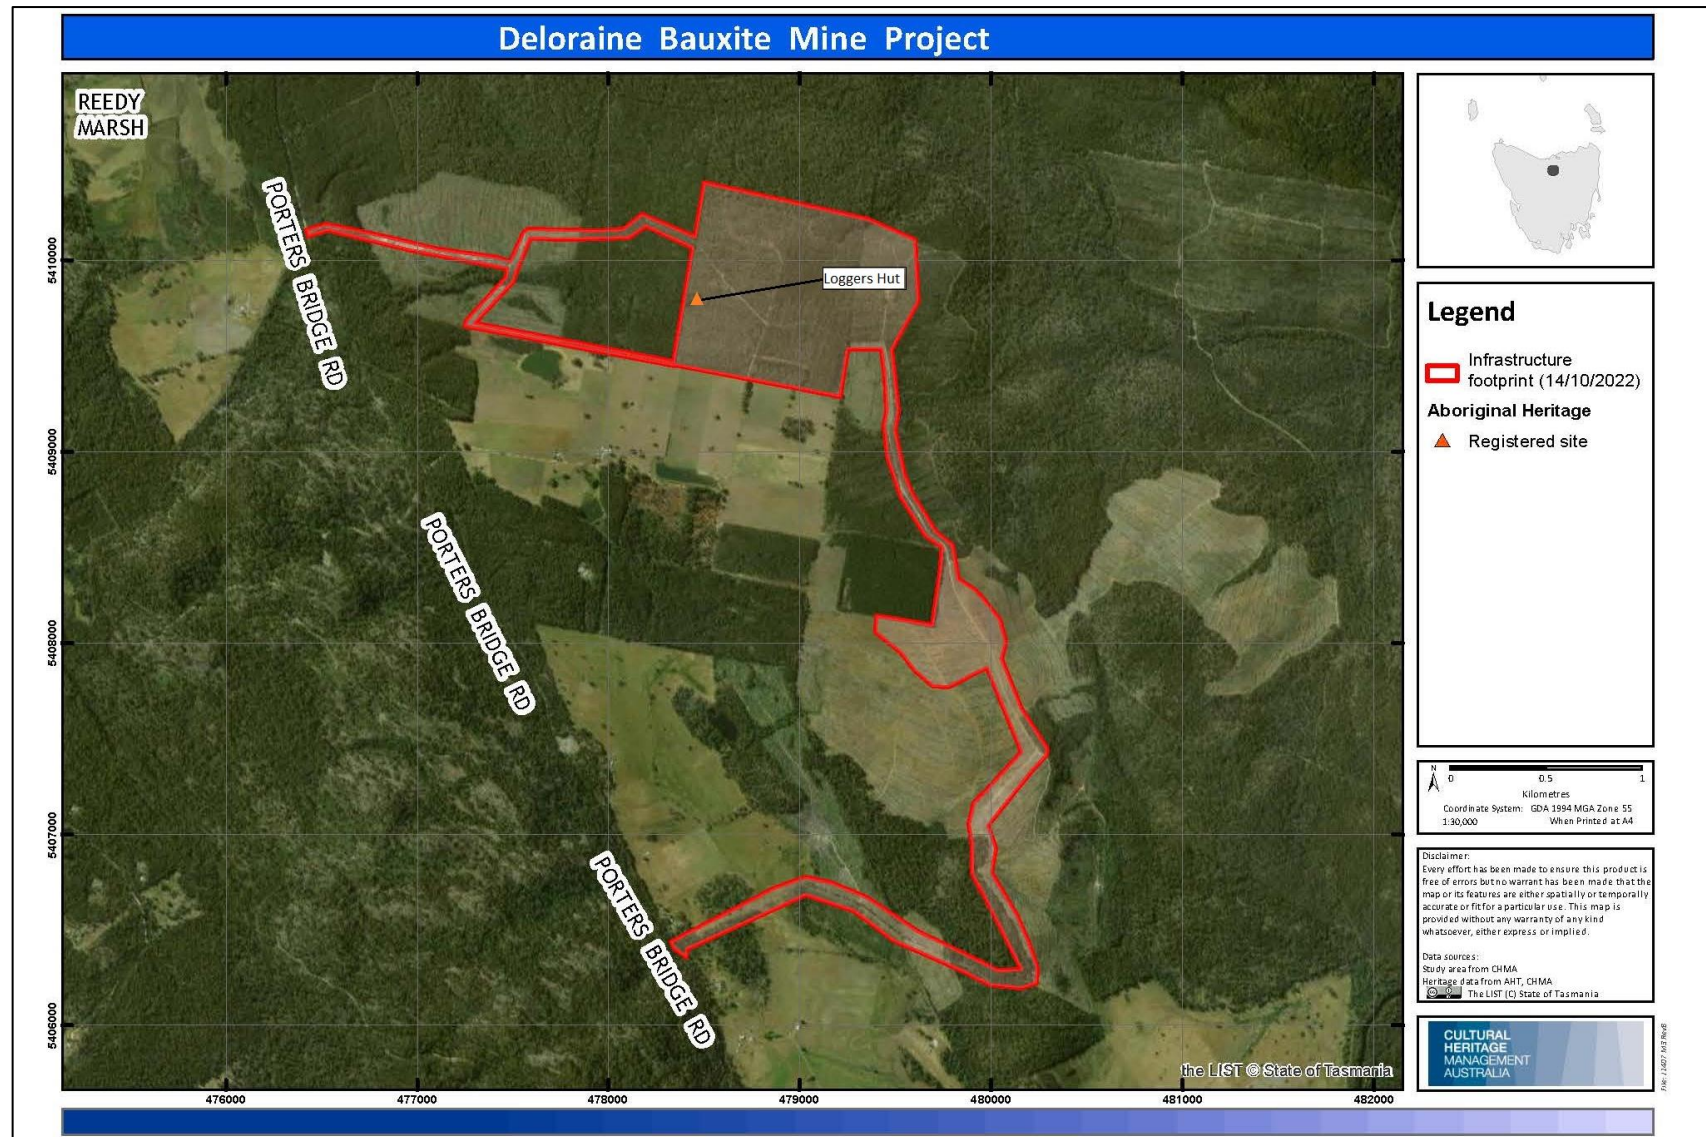 Deloraine Bauxite Mine Project
REEDY
MARSH
PORTERS BRIDGE RD
Loggers Hut
PORTERS BRIDGE RD
PORTERS BRIDGE RD
the LIST © State of Tasmania
5410000
5409000
5408000
5407000
5406000
476000
477000
478000
479000
480000
481000
482000
Legend
Infrastructure
footprint (14/10/2022)
Aboriginal Heritage
Registered site
N
0 0.5 1
Kilometres
Coordinate System: GDA 1994 MGA Zone 55
1:30,000 When Printed at A4
Disclaimer:
Every effort has been made to ensure this product is
free of errors but no warrant has been made that the
map or its features are either spatially or temporally
accurate or fit for a particular use. This map is
provided without any warranty of any kind
whatsoever, either express or implied.
Data sources:
Study area from CHMA
Heritage data from AHT, CHMA
The LIST (C) State of Tasmania
CULTURAL
HERITAGE
MANAGEMENT
AUSTRALIA